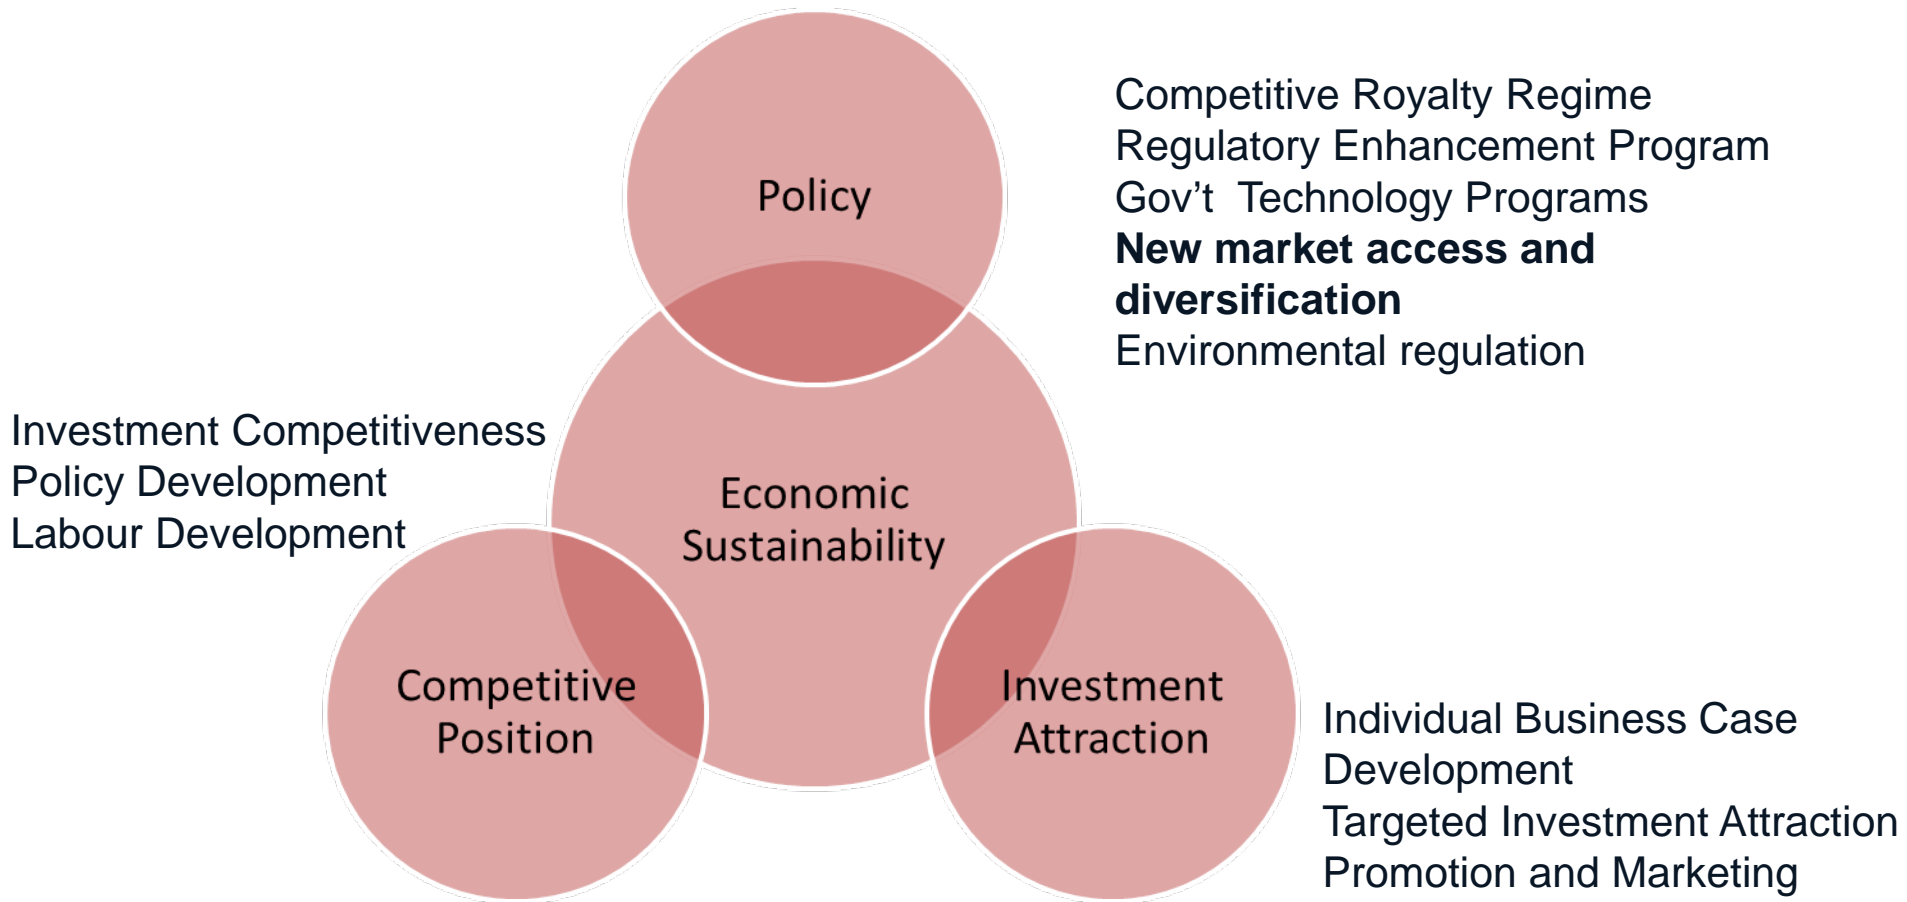 Policy
Competitive Royalty Regime
Regulatory Enhancement Program
Gov’t  Technology Programs
New market access and
diversification
Environmental regulation
Investment Competitiveness
Policy Development
Labour Development
Economic
Sustainability
Competitive
Position
Investment
Attraction
Individual Business Case
Development
Targeted Investment Attraction
Promotion and Marketing